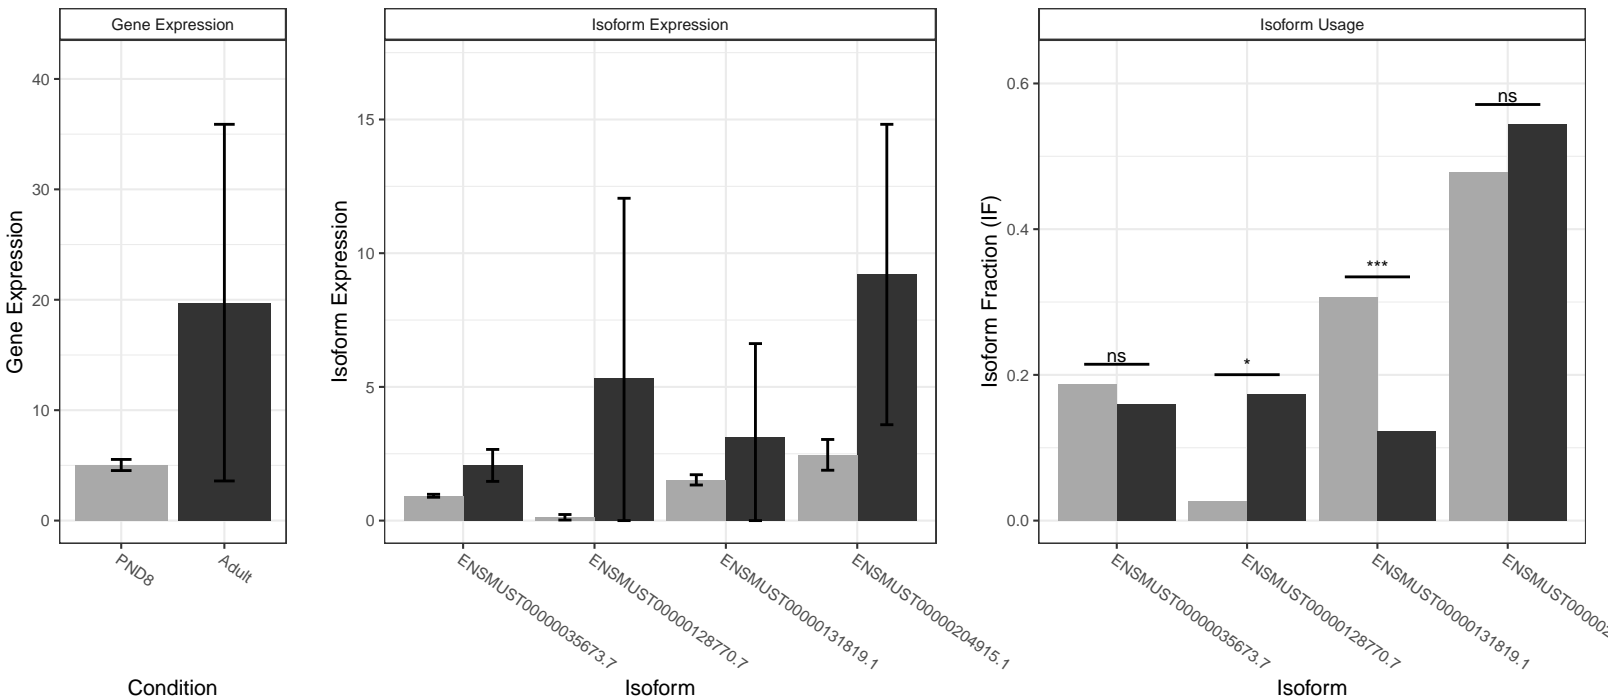 Gene Expression
Isoform Expression
Isoform Usage
Gene Expression
40
30
20
10
0
PND8
Adult
Condition
Isoform Expression
15
10
5
0
ENSMUST00000035673.7
ENSMUST00000128770.7
ENSMUST00000131819.1
ENSMUST00000204915.1
Isoform
Isoform Fraction (IF)
0.6
0.4
0.2
0.0
ns
*
***
ns
ENSMUST00000035673.7
ENSMUST00000128770.7
ENSMUST00000131819.1
ENSMUST000002
Isoform